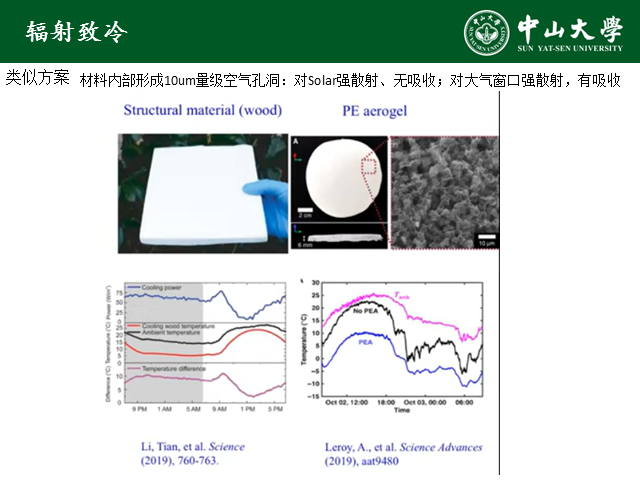 辐射致冷
中山大学
SUN YAT-SEN UNIVERSITY
类似方案 材料内部形成10um量级空气孔洞：对Solar强散射、无吸收；对大气窗口强散射，有吸收
Structural material (wood)
PE aerogel
A
2 cm
6 mm
10 μm
Power (W/m²)
75
50
25
0
Cooling power
Temperature (°C)
25
20
15
10
5
Cooling wood temperature
Ambient temperature
Difference (°C)
10
5
0
Temperature difference
9 PM 1 AM 5 AM 9 AM 1 PM 5 PM
Temperature (°C)
30
25
20
15
10
5
0
−5
−10
−15
Tamb
No PEA
PEA
Oct 02, 12:00 18:00 Oct 03, 00:00 06:00
Time
Li, Tian, et al. Science
(2019), 760-763.
Leroy, A., et al. Science Advances
(2019), aat9480